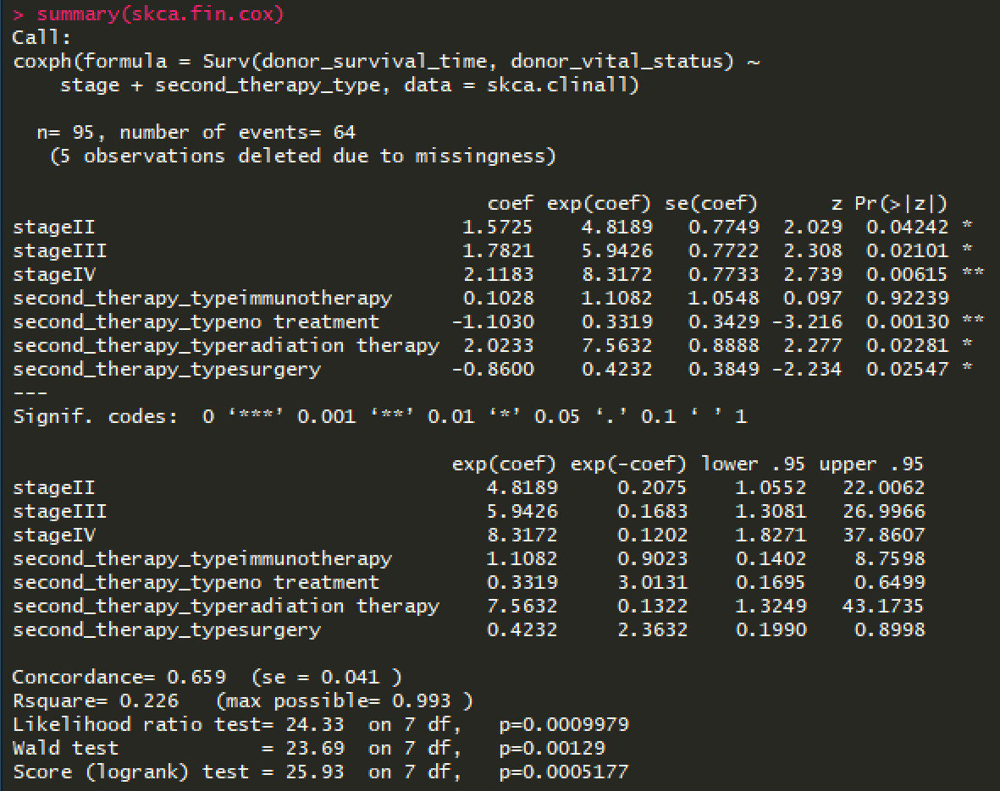 > summary(skca.fin.cox)
Call:
coxph(formula = Surv(donor_survival_time, donor_vital_status) ~
    stage + second_therapy_type, data = skca.clinall)

  n= 95, number of events= 64
   (5 observations deleted due to missingness)

                                        coef exp(coef) se(coef)      z Pr(>|z|)
stageII                               1.5725    4.8189   0.7749  2.029  0.04242 *
stageIII                              1.7821    5.9426   0.7722  2.308  0.02101 *
stageIV                               2.1183    8.3172   0.7733  2.739  0.00615 **
second_therapy_typeimmunotherapy      0.1028    1.1082   1.0548  0.097  0.92239
second_therapy_typeno treatment      -1.1030    0.3319   0.3429 -3.216  0.00130 **
second_therapy_typeradiation therapy  2.0233    7.5632   0.8888  2.277  0.02281 *
second_therapy_typesurgery           -0.8600    0.4232   0.3849 -2.234  0.02547 *
---
Signif. codes:  0 ‘***’ 0.001 ‘**’ 0.01 ‘*’ 0.05 ‘.’ 0.1 ‘ ’ 1

                                     exp(coef) exp(-coef) lower .95 upper .95
stageII                                 4.8189     0.2075    1.0552   22.0062
stageIII                                5.9426     0.1683    1.3081   26.9966
stageIV                                 8.3172     0.1202    1.8271   37.8607
second_therapy_typeimmunotherapy        1.1082     0.9023    0.1402    8.7598
second_therapy_typeno treatment         0.3319     3.0131    0.1695    0.6499
second_therapy_typeradiation therapy    7.5632     0.1322    1.3249   43.1735
second_therapy_typesurgery              0.4232     2.3632    0.1990    0.8998

Concordance= 0.659  (se = 0.041 )
Rsquare= 0.226   (max possible= 0.993 )
Likelihood ratio test= 24.33  on 7 df,   p=0.0009979
Wald test            = 23.69  on 7 df,   p=0.00129
Score (logrank) test = 25.93  on 7 df,   p=0.0005177